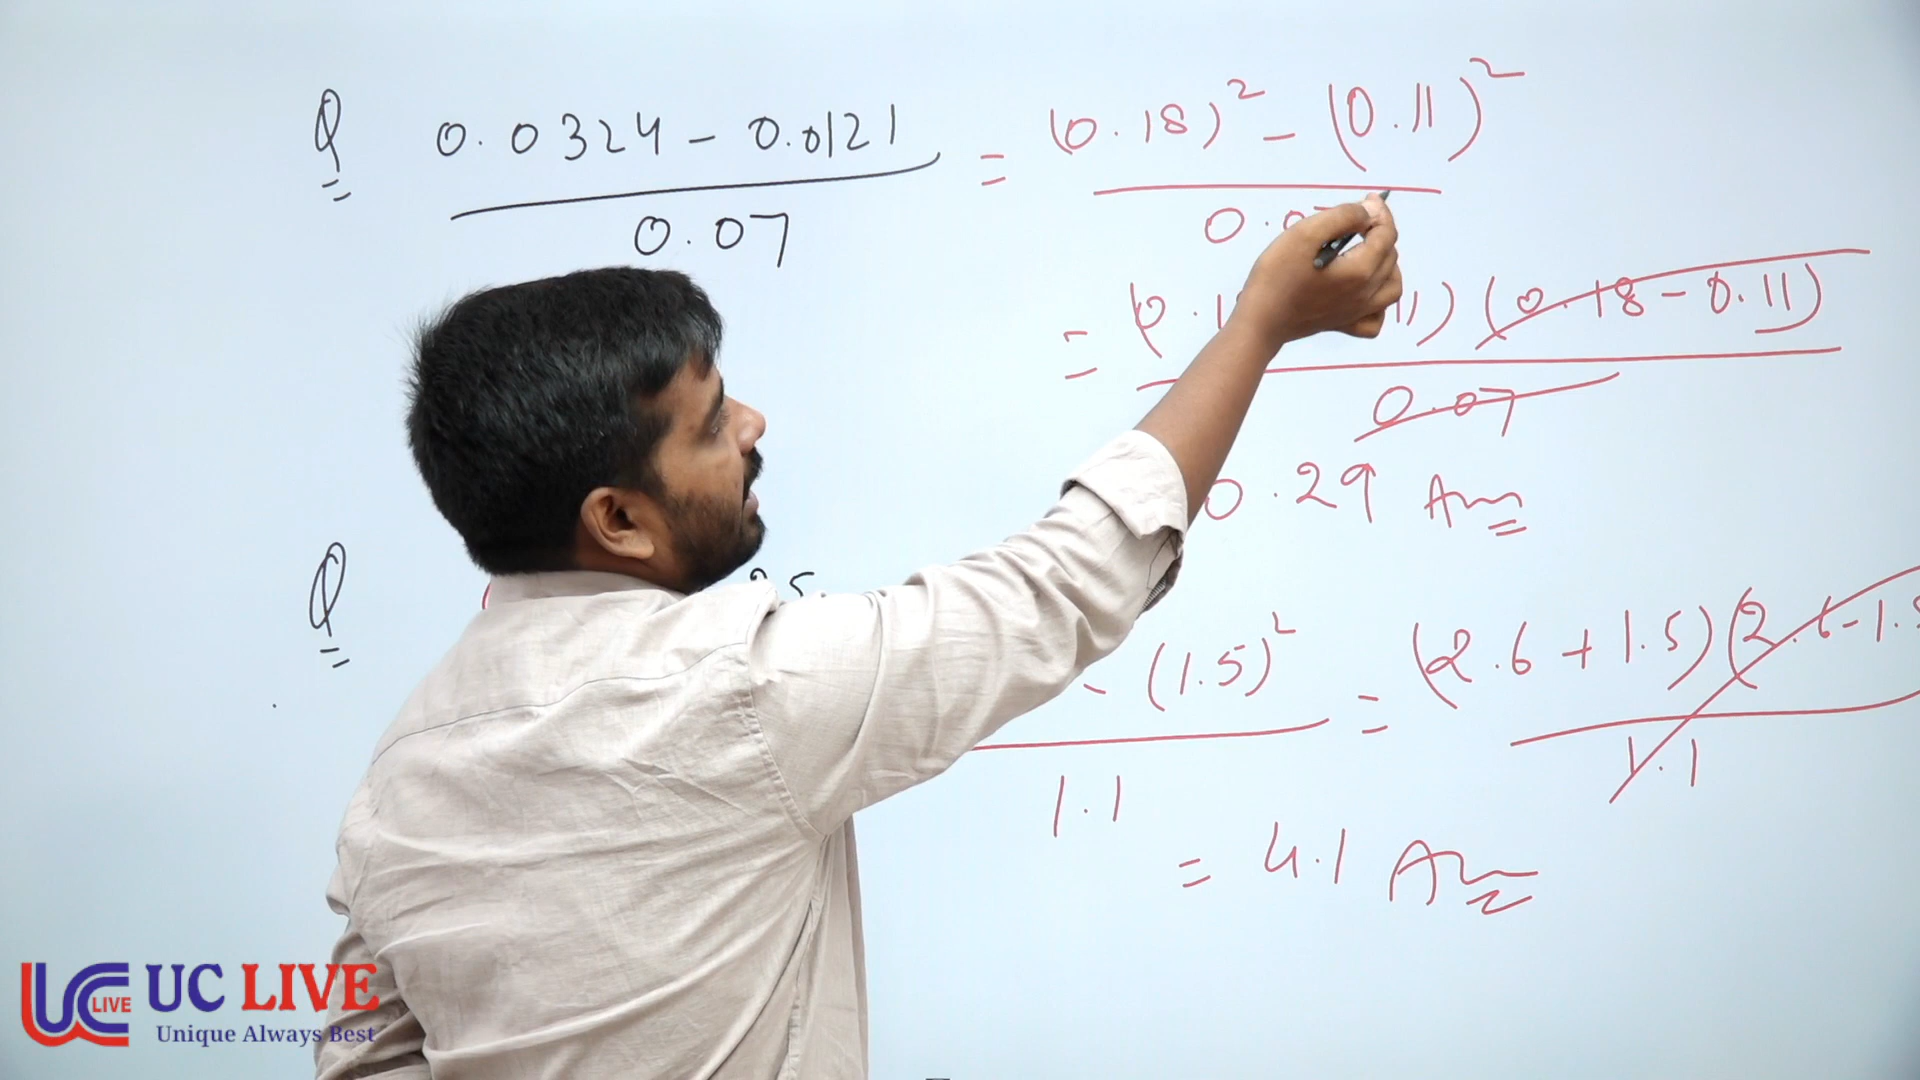 Q 0.0324 - 0.0121 = (0.18)² - (0.11)²
0.07
0.0
= (0.1 11) (0.18 - 0.11)
0.07
0.29 Ans
Q
- (1.5)² = (2.6 + 1.5) (2.6 - 1.5
1.1 1.1
= 4.1 Ans
LIVE UC LIVE
Unique Always Best